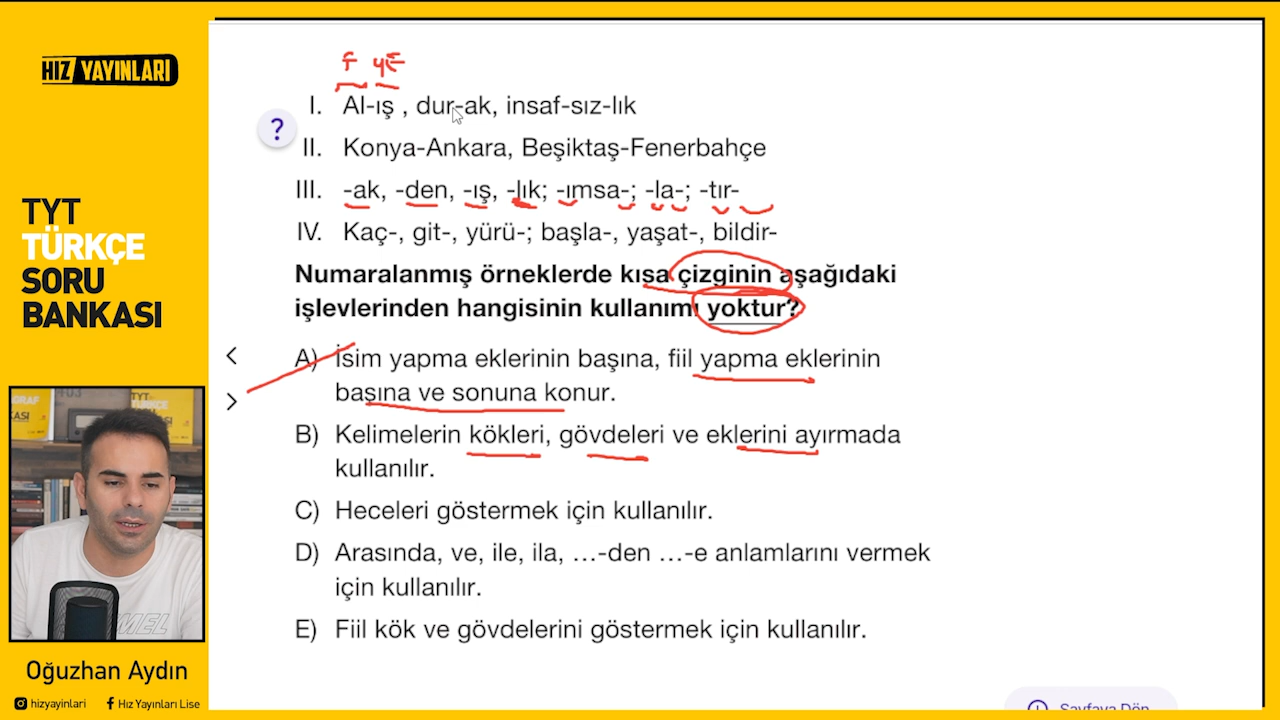 HIZ YAYINLARI
TYT
TÜRKÇE
SORU
BANKASI
Oğuzhan Aydın
hizyayinlari
Hız Yayınları Lise
F YE
?
I. Al-ış , dur-ak, insaf-sız-lık
II. Konya-Ankara, Beşiktaş-Fenerbahçe
III. -ak, -den, -ış, -lık; -ımsa-; -la-; -tır-
IV. Kaç-, git-, yürü-; başla-, yaşat-, bildir-
Numaralanmış örneklerde kısa çizginin aşağıdaki
işlevlerinden hangisinin kullanımı yoktur?
A) İsim yapma eklerinin başına, fiil yapma eklerinin
başına ve sonuna konur.
B) Kelimelerin kökleri, gövdeleri ve eklerini ayırmada
kullanılır.
C) Heceleri göstermek için kullanılır.
D) Arasında, ve, ile, ila, …-den …-e anlamlarını vermek
için kullanılır.
E) Fiil kök ve gövdelerini göstermek için kullanılır.
Sayfaya Dön